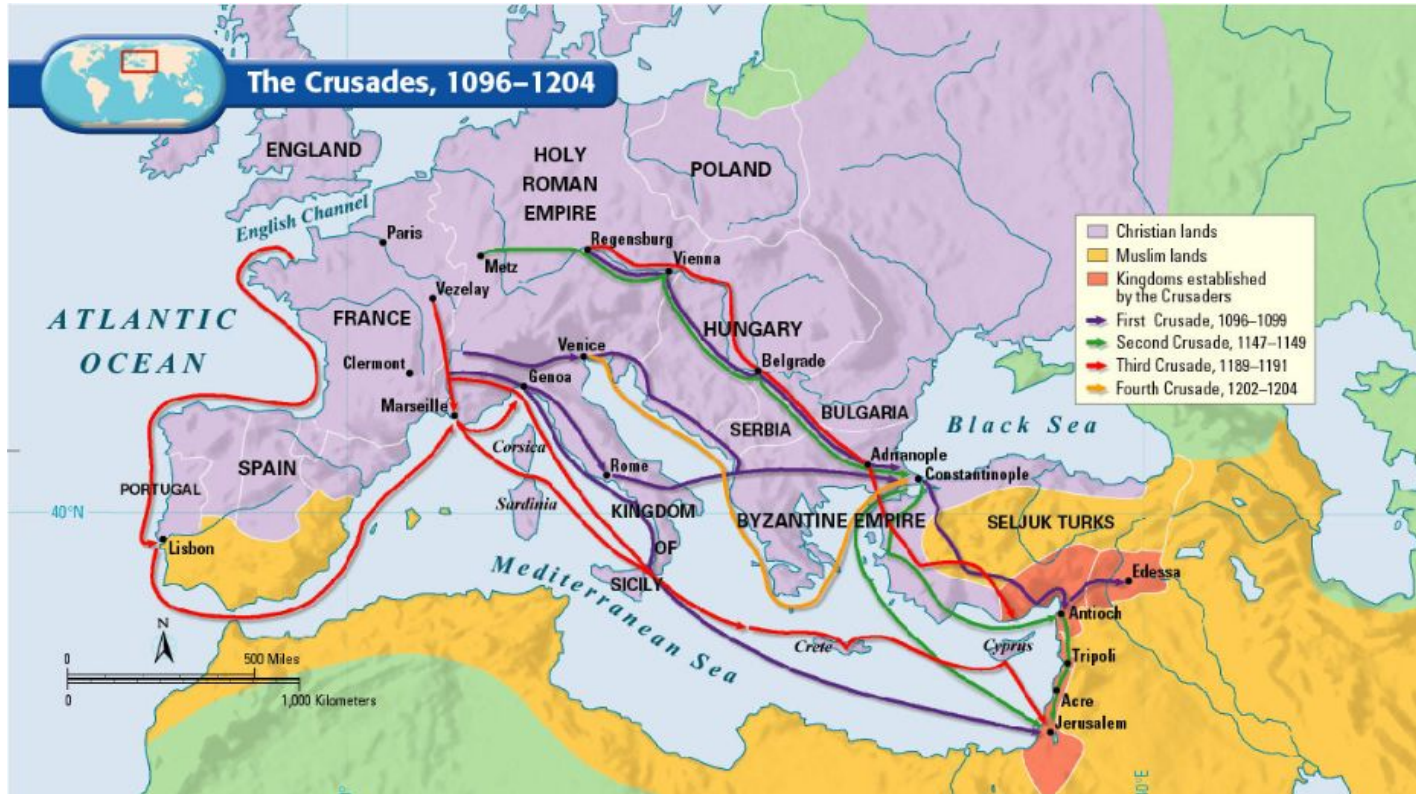 The Crusades, 1096–1204
ENGLAND
HOLY
ROMAN
EMPIRE
POLAND
English Channel
Paris
Metz
Regensburg
Vienna
Vezelay
ATLANTIC
OCEAN
FRANCE
Clermont
Venice
HUNGARY
Genoa
Belgrade
Marseille
Corsica
SERBIA
BULGARIA
Black Sea
SPAIN
PORTUGAL
Rome
Adrianople
Constantinople
Sardinia
KINGDOM
OF
SICILY
BYZANTINE EMPIRE
SELJUK TURKS
40°N
Lisbon
Mediterranean Sea
Edessa
Antioch
Crete
Cyprus
Tripoli
Acre
Jerusalem
N
0 500 Miles
0 1,000 Kilometers
Christian lands
Muslim lands
Kingdoms established
by the Crusaders
First Crusade, 1096–1099
Second Crusade, 1147–1149
Third Crusade, 1189–1191
Fourth Crusade, 1202–1204